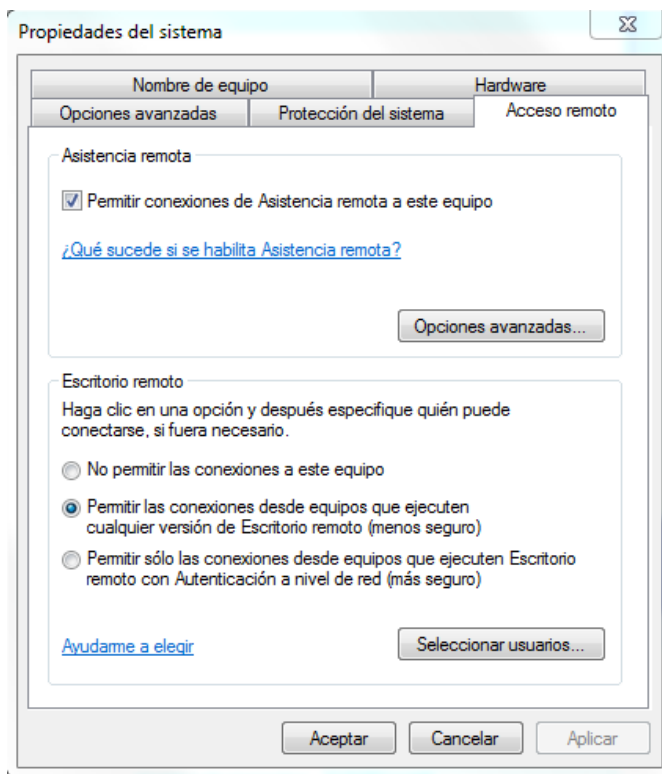 Propiedades del sistema
Nombre de equipo
Hardware
Opciones avanzadas
Protección del sistema
Acceso remoto
Asistencia remota
Permitir conexiones de Asistencia remota a este equipo
¿Qué sucede si se habilita Asistencia remota?
Opciones avanzadas...
Escritorio remoto
Haga clic en una opción y después especifique quién puede
conectarse, si fuera necesario.
No permitir las conexiones a este equipo
Permitir las conexiones desde equipos que ejecuten
cualquier versión de Escritorio remoto (menos seguro)
Permitir sólo las conexiones desde equipos que ejecuten Escritorio
remoto con Autenticación a nivel de red (más seguro)
Ayudarme a elegir
Seleccionar usuarios...
Aceptar
Cancelar
Aplicar